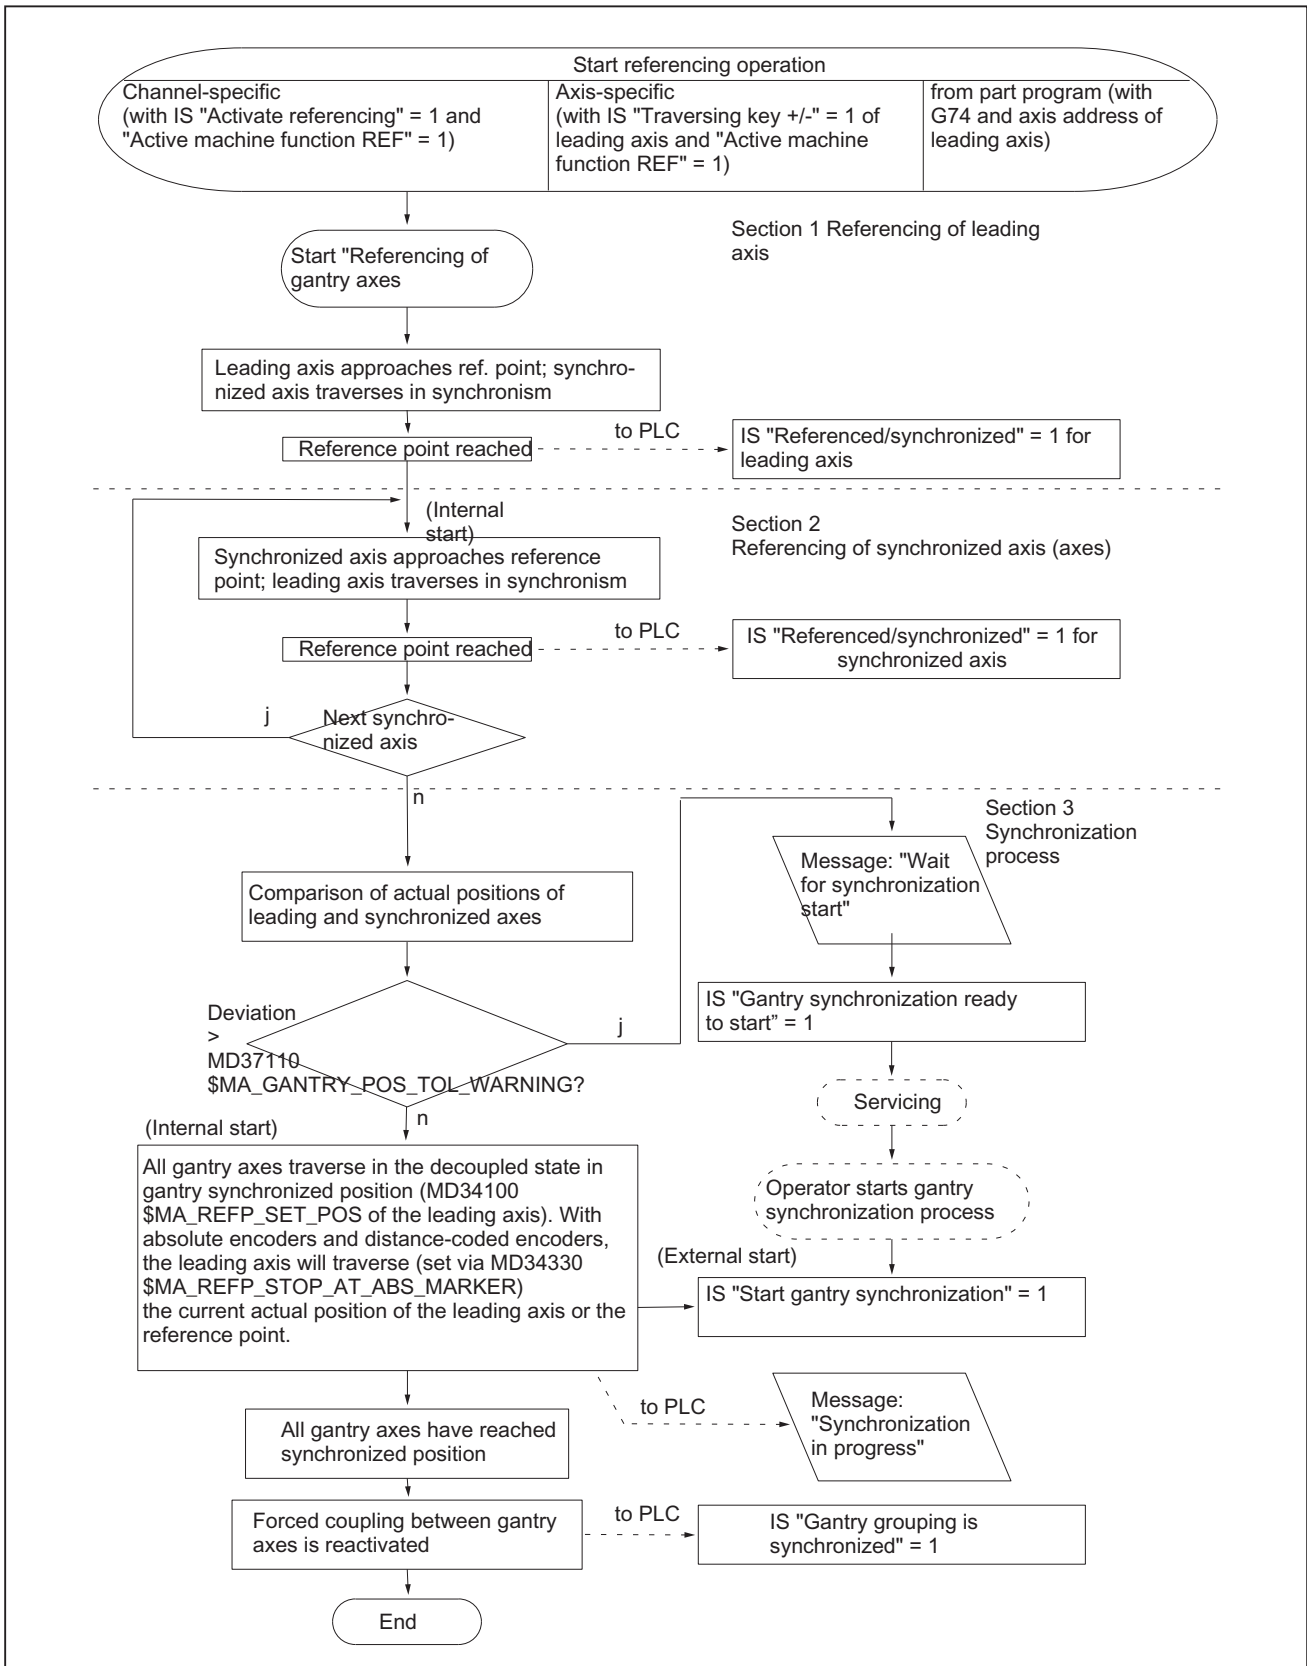 Start referencing operation
Channel-specific
(with IS "Activate referencing" = 1 and
"Active machine function REF" = 1)
Axis-specific
(with IS "Traversing key +/-" = 1 of
leading axis and "Active machine
function REF" = 1)
from part program (with
G74 and axis address of
leading axis)
Section 1 Referencing of leading
axis
Start "Referencing of
gantry axes
Leading axis approaches ref. point; synchro-
nized axis traverses in synchronism
Reference point reached
to PLC
IS "Referenced/synchronized" = 1 for
leading axis
(Internal
start)
Section 2
Referencing of synchronized axis (axes)
Synchronized axis approaches reference
point; leading axis traverses in synchronism
Reference point reached
to PLC
IS "Referenced/synchronized" = 1 for
synchronized axis
j
Next synchro-
nized axis
n
Section 3
Synchronization
process
Message: "Wait
for synchronization
start"
Comparison of actual positions of
leading and synchronized axes
IS "Gantry synchronization ready
to start” = 1
Deviation
>
MD37110
$MA_GANTRY_POS_TOL_WARNING?
j
n
Servicing
(Internal start)
All gantry axes traverse in the decoupled state in
gantry synchronized position (MD34100
$MA_REFP_SET_POS of the leading axis). With
absolute encoders and distance-coded encoders,
the leading axis will traverse (set via MD34330
$MA_REFP_STOP_AT_ABS_MARKER)
the current actual position of the leading axis or the
reference point.
Operator starts gantry
synchronization process
(External start)
IS "Start gantry synchronization" = 1
to PLC
Message:
"Synchronization
in progress"
All gantry axes have reached
synchronized position
Forced coupling between gantry
axes is reactivated
to PLC
IS "Gantry grouping is
synchronized" = 1
End